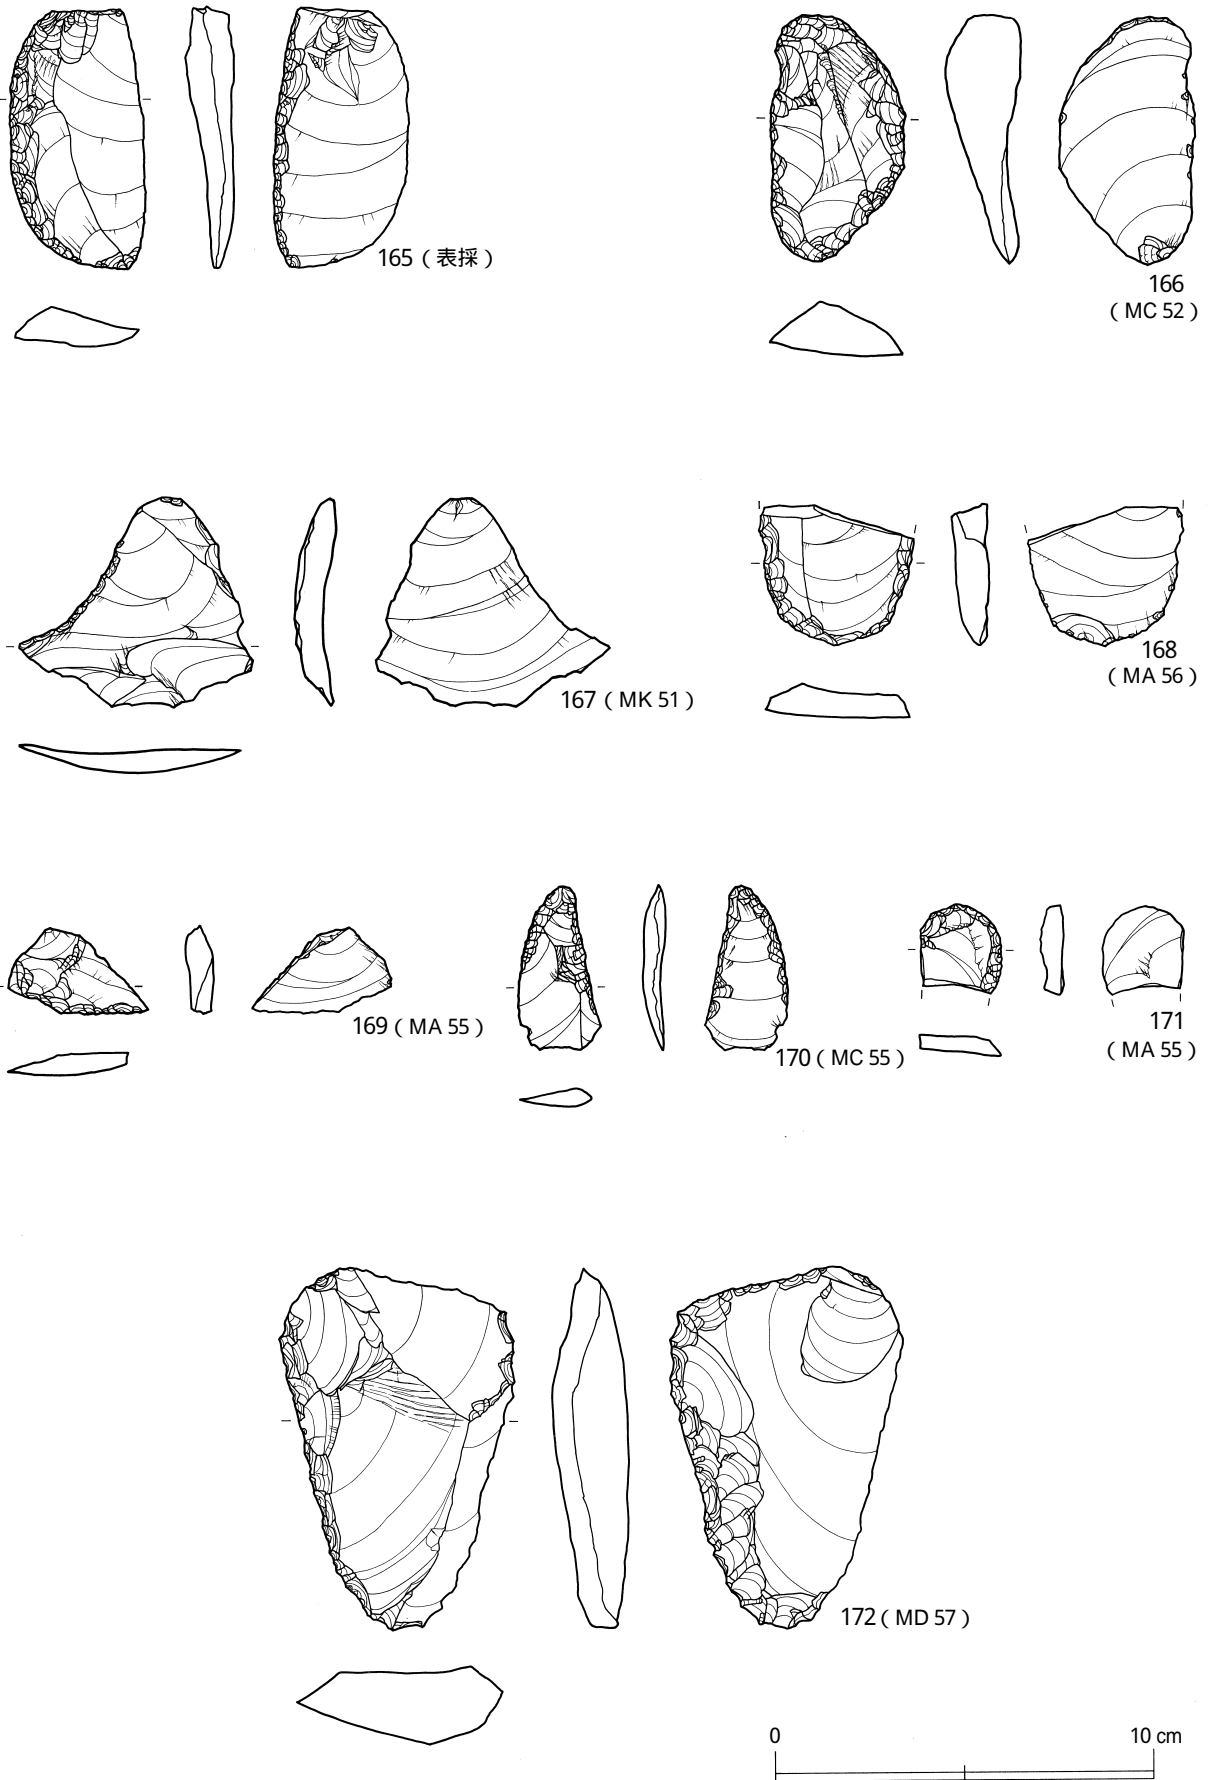 165（表採）
166
（MC 52）
167（MK 51）
168
（MA 56）
169（MA 55）
170（MC 55）
171
（MA 55）
172（MD 57）
0 10 cm